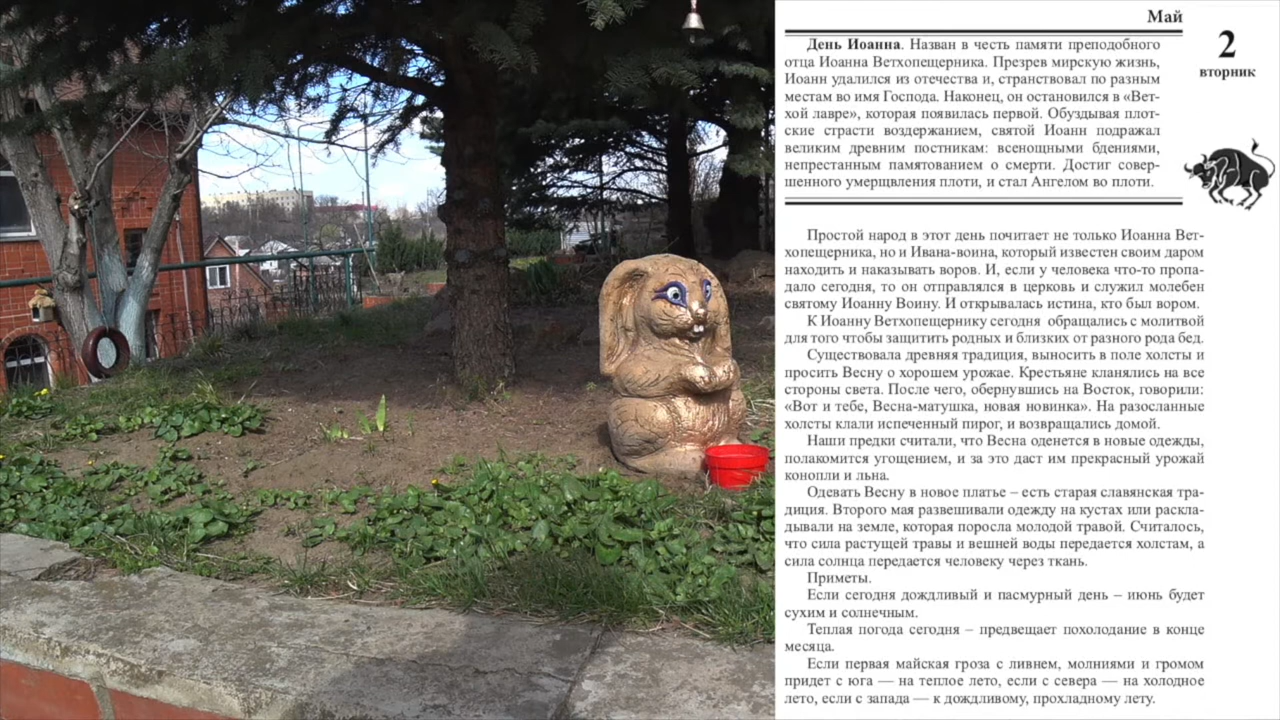 Май
2
вторник
День Иоанна. Назван в честь памяти преподобного
отца Иоанна Ветхопещерника. Презрев мирскую жизнь,
Иоанн удалился из отечества и, странствовал по разным
местам во имя Господа. Наконец, он остановился в «Вет-
хой лавре», которая появилась первой. Обуздывая плот-
ские страсти воздержанием, святой Иоанн подражал
великим древним постникам: всенощными бдениями,
непрестанным памятованием о смерти. Достиг совер-
шенного умерщвления плоти, и стал Ангелом во плоти.
Простой народ в этот день почитает не только Иоанна Вет-
хопещерника, но и Ивана-воина, который известен своим даром
находить и наказывать воров. И, если у человека что-то пропа-
дало сегодня, то он отправлялся в церковь и служил молебен
святому Иоанну Воину. И открывалась истина, кто был вором.
К Иоанну Ветхопещернику сегодня обращались с молитвой
для того чтобы защитить родных и близких от разного рода бед.
Существовала древняя традиция, выносить в поле холсты и
просить Весну о хорошем урожае. Крестьяне кланялись на все
стороны света. После чего, обернувшись на Восток, говорили:
«Вот и тебе, Весна-матушка, новая новинка». На разосланные
холсты клали испеченный пирог, и возвращались домой.
Наши предки считали, что Весна оденется в новые одежды,
полакомится угощением, и за это даст им прекрасный урожай
конопли и льна.
Одевать Весну в новое платье – есть старая славянская тра-
диция. Второго мая развешивали одежду на кустах или раскла-
дывали на земле, которая поросла молодой травой. Считалось,
что сила растущей травы и вешней воды передается холстам, а
сила солнца передается человеку через ткань.
Приметы.
Если сегодня дождливый и пасмурный день – июнь будет
сухим и солнечным.
Теплая погода сегодня – предвещает похолодание в конце
месяца.
Если первая майская гроза с ливнем, молниями и громом
придет с юга — на теплое лето, если с севера — на холодное
лето, если с запада — к дождливому, прохладному лету.